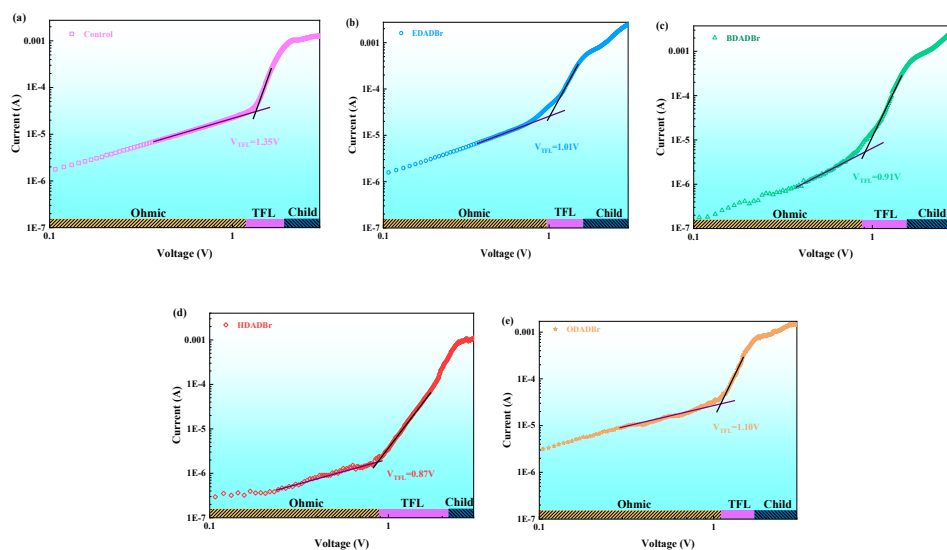 (a)
Control
Current (A)
0.001
1E-4
1E-5
1E-6
1E-7
V_TFL=1.35V
Ohmic TFL Child
0.1 1
Voltage (V)
(b)
EDADBr
Current (A)
0.001
1E-4
1E-5
1E-6
1E-7
V_TFL=1.01V
Ohmic TFL Child
0.1 1
Voltage (V)
(c)
BDADBr
Current (A)
0.001
1E-4
1E-5
1E-6
1E-7
V_TFL=0.91V
Ohmic TFL Child
0.1 1
Voltage (V)
(d)
HDADBr
Current (A)
0.001
1E-4
1E-5
1E-6
1E-7
V_TFL=0.87V
Ohmic TFL Child
0.1 1
Voltage (V)
(e)
ODADBr
Current (A)
0.001
1E-4
1E-5
1E-6
1E-7
V_TFL=1.10V
Ohmic TFL Child
0.1 1
Voltage (V)